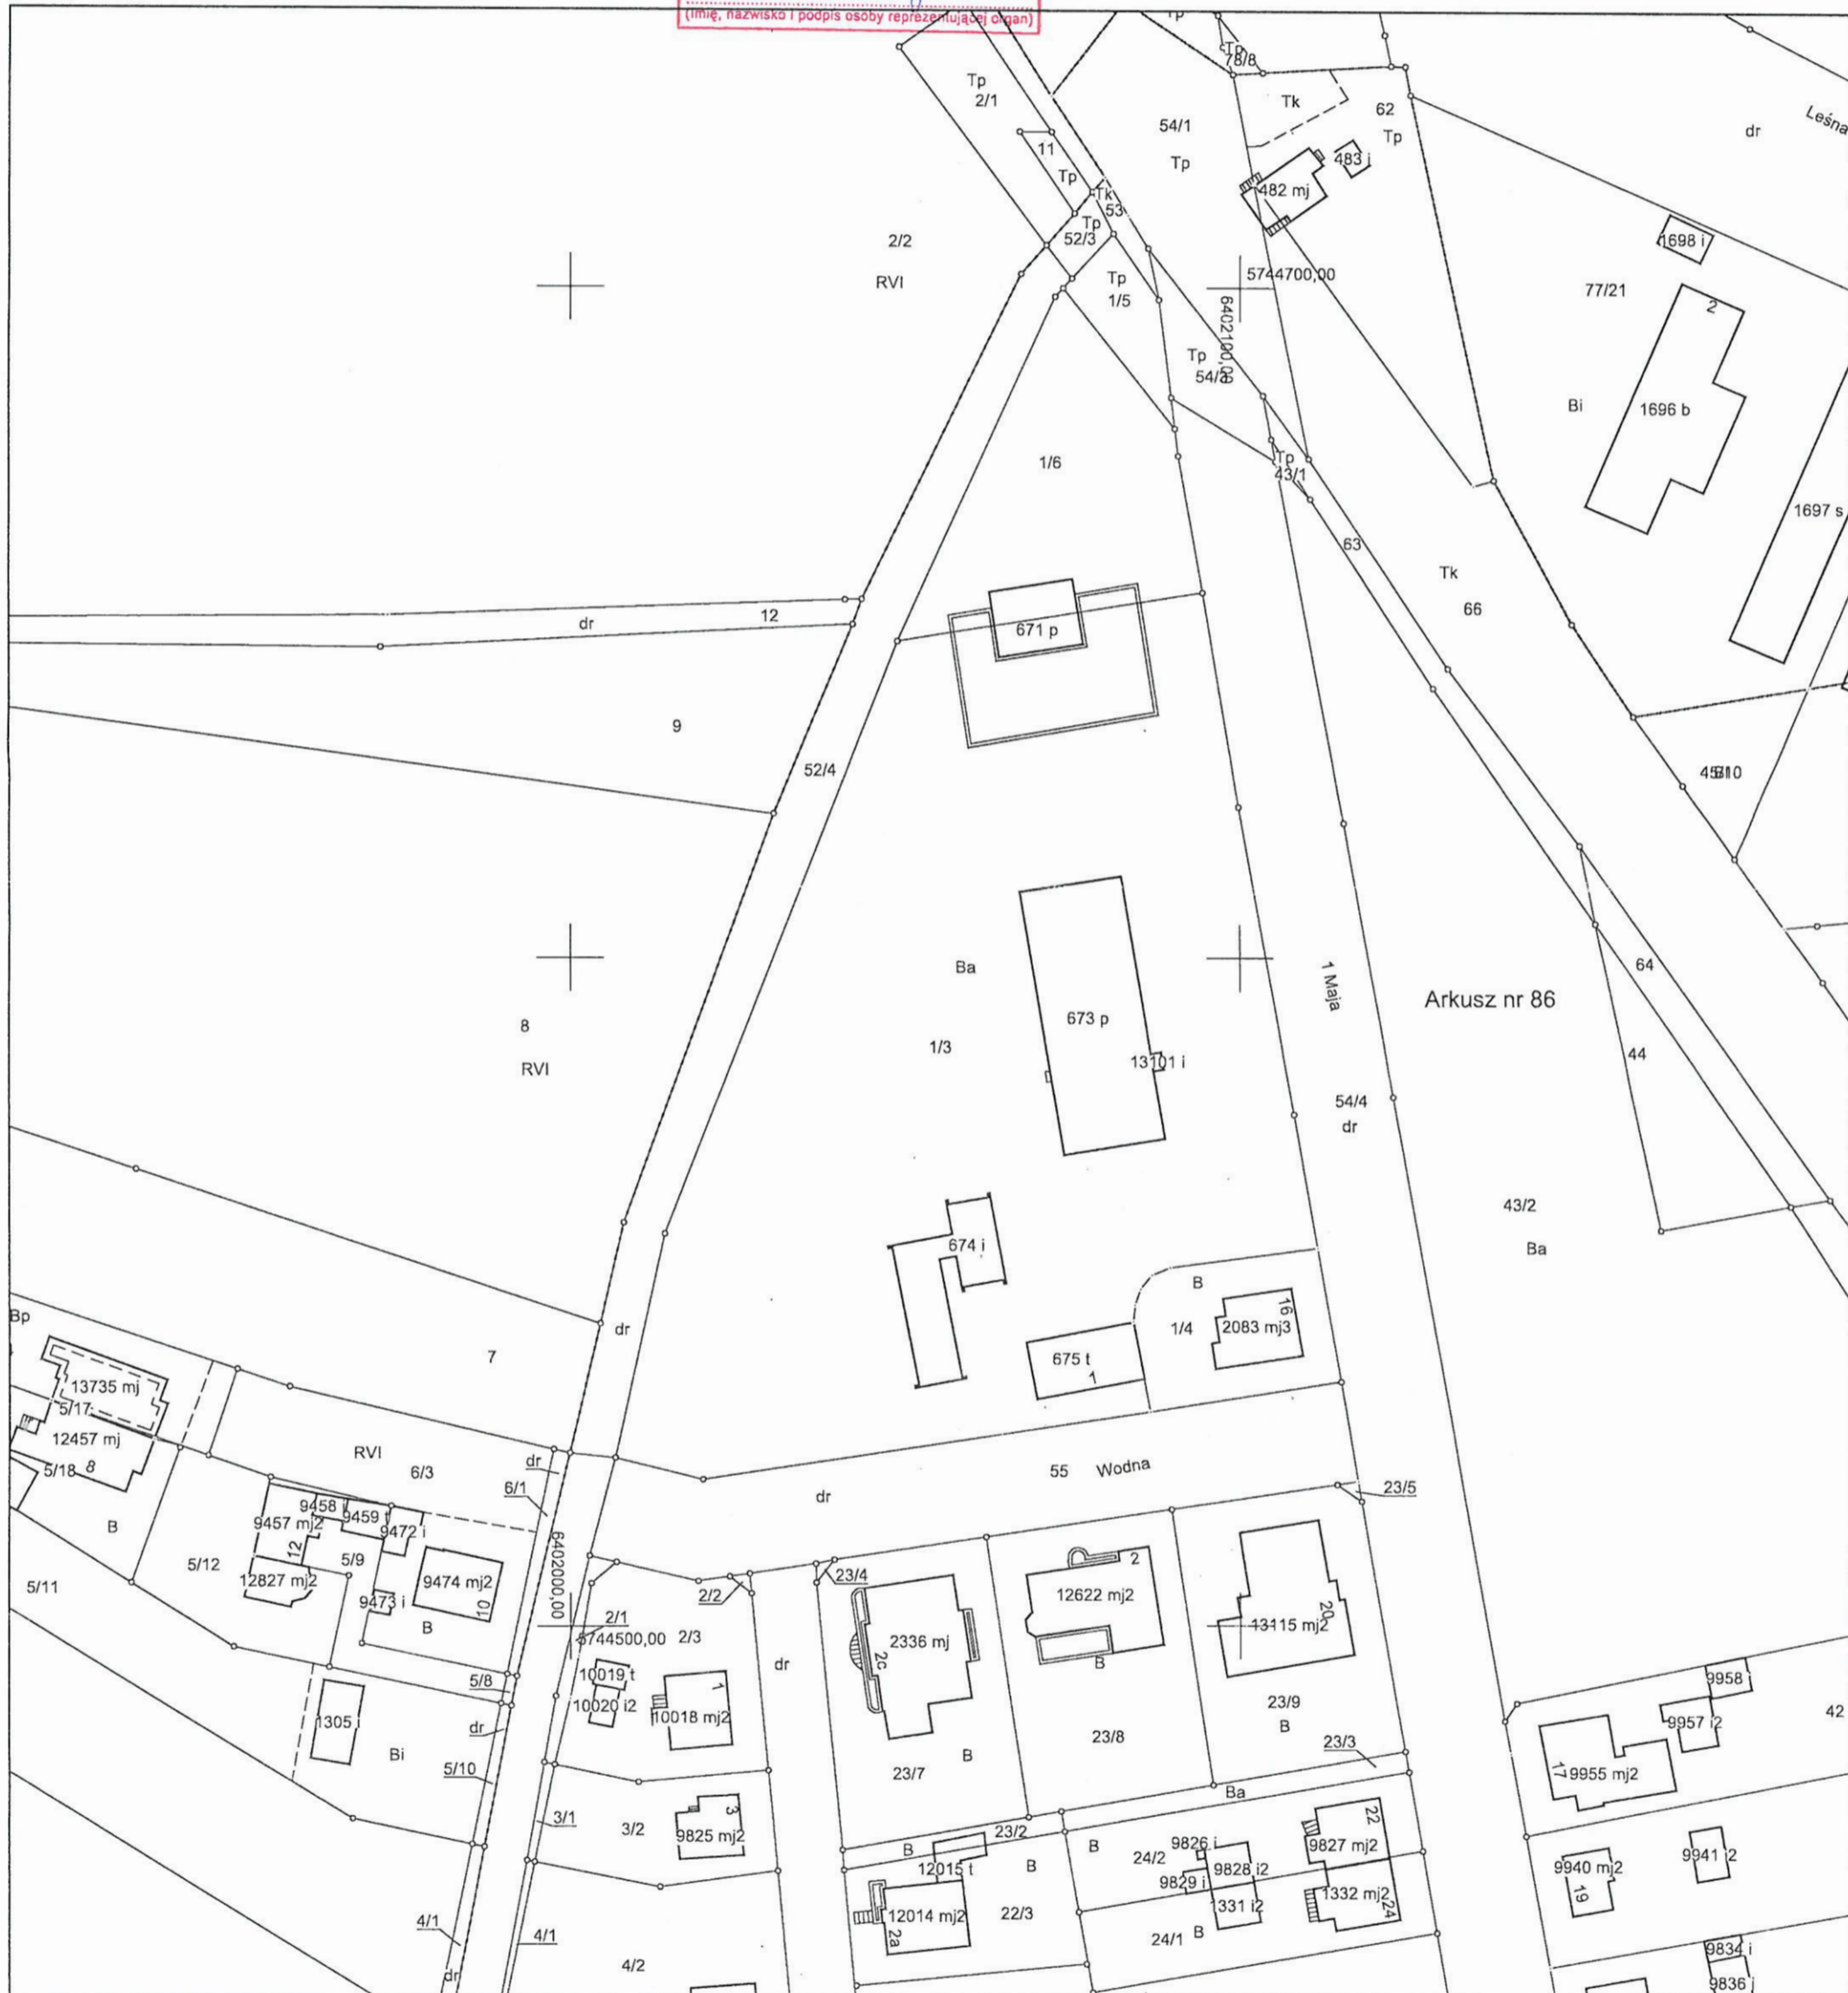 (imię, nazwisko i podpis osoby reprezentującej organ)
Tp
Tp
78/8
Tp
2/1
Tk
62
Tp
54/1
Tp
dr
Leśna
11
Tp
483 i
482 mj
Tk
53
Tp
52/3
2/2
RVI
1698 i
5744700,00
6402100,00
Tp
1/5
77/21
2
Tp
Bi
1696 b
1/6
Tp
43/1
1697 s
63
Tk
66
12
dr
671 p
9
52/4
Ba
1 Maja
64
Arkusz nr 86
8
673 p
RVI
1/3
13101 i
44
54/4
dr
43/2
Ba
674 i
B
16
Bp
dr
1/4
2083 mj3
7
675 t
1
13735 mj
5/17
12457 mj
8
5/18
RVI
6/3
dr
6/1
55
Wodna
dr
23/5
9458 i
9459 t
9472 i
9457 mj2
12
B
5/12
5/9
12827 mj2
9474 mj2
10
9473 i
B
5/11
6402000,00
2/2
23/4
2
12622 mj2
2/1
5744500,00
2/3
2336 mj
2c
13115 mj2
20
B
dr
5/8
10019 t
10020 i2
1
10018 mj2
9958 i
1305 i
dr
23/9
B
9957 i2
42
Bi
23/8
23/3
5/10
B
23/7
17
9955 mj2
Ba
3/1
3/2
3
9825 mj2
23/2
B
22
9826 i
9827 mj2
B
24/2
12015 t
B
9828 i2
9829 i
9940 mj2
19
9941 i2
1331 i2
1332 mj2
24
12014 mj2
2a
22/3
4/1
4/1
24/1
B
4/2
dr
9834 i
9836 i